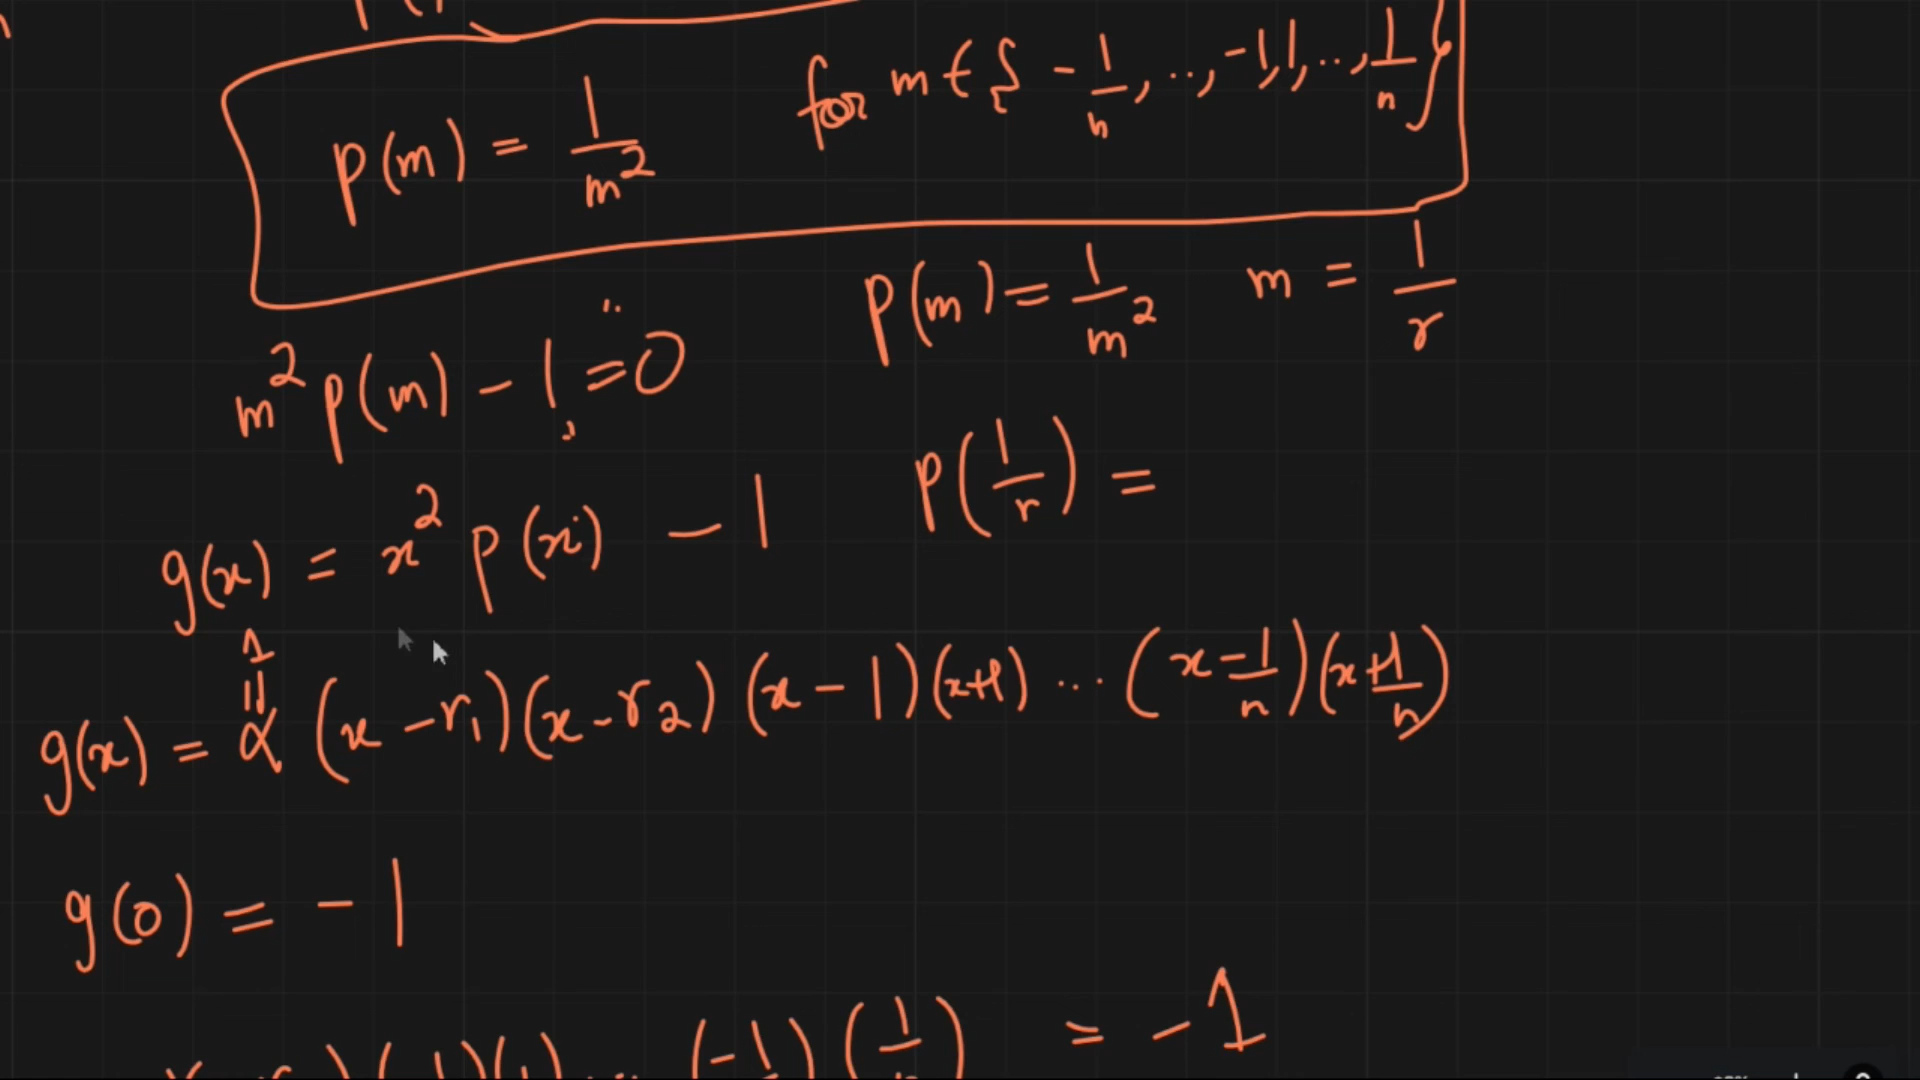 p(m) = 1/m² for m ∈ { -1/n, .., -1, 1, .., 1/n }
p(m) = 1/m² m = 1/r
m² p(m) - 1 = 0
p(1/r) =
g(x) = x² p(x) - 1
1
g(x) = α (x - r₁)(x - r₂)(x - 1)(x+1) ... (x - 1/n)(x + 1/n)
g(0) = - 1
= - 1